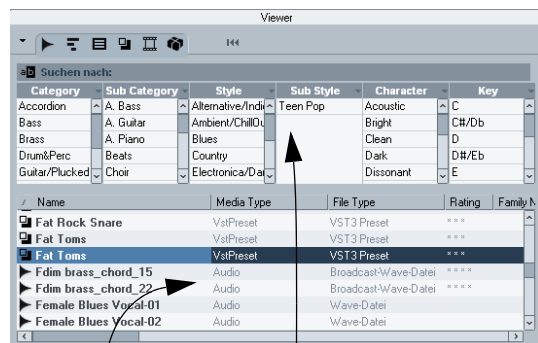 Viewer
Suchen nach:
Category Sub Category Style Sub Style Character Key
Accordion A. Bass Alternative/Indie Teen Pop Acoustic C
Bass A. Guitar Ambient/ChillOu Bright C#/Db
Brass A. Piano Blues Clean D
Drum&Perc Beats Country Dark D#/Eb
Guitar/Plucked Choir Electronica/Dan Dissonant E
/ Name Media Type File Type Rating Family N
Fat Rock Snare VstPreset VST3 Preset ***
Fat Toms VstPreset VST3 Preset ***
Fat Toms VstPreset VST3 Preset ***
Fdim brass_chord_15 Audio Broadcast-Wave-Datei ****
Fdim brass_chord_22 Audio Broadcast-Wave-Datei ****
Female Blues Vocal-01 Audio Wave-Datei
Female Blues Vocal-02 Audio Wave-Datei